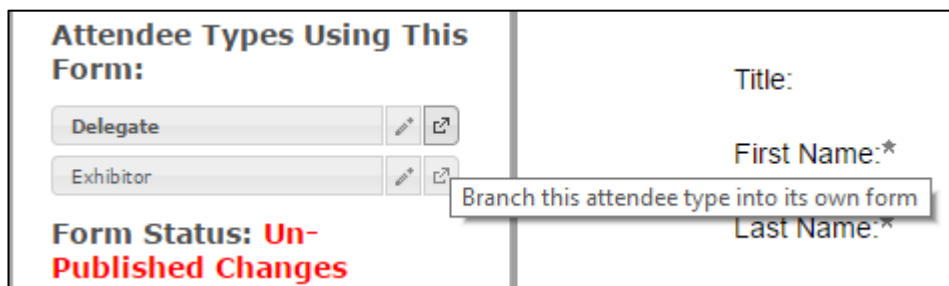 Attendee Types Using This
Form:
Delegate
Exhibitor
Branch this attendee type into its own form
Form Status: Un-
Published Changes
Title:
First Name:*
Last Name:*